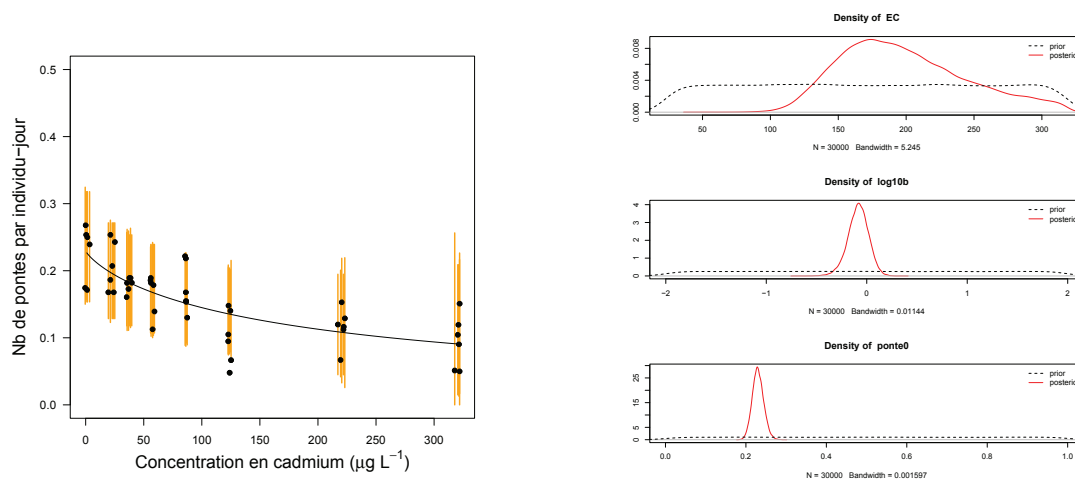 Nb de pontes par individu−jour
0.5
0.4
0.3
0.2
0.1
0.0
0 50 100 150 200 250 300
Concentration en cadmium (μg L−1)
Density of EC
0.000 0.004 0.008
prior
posterio
50 100 150 200 250 300
N = 30000 Bandwidth = 5.245
Density of log10b
0 1 2 3 4
prior
posterio
−2 −1 0 1 2
N = 30000 Bandwidth = 0.01144
Density of ponte0
0 5 15 25
prior
posterio
0.0 0.2 0.4 0.6 0.8 1.0
N = 30000 Bandwidth = 0.001597